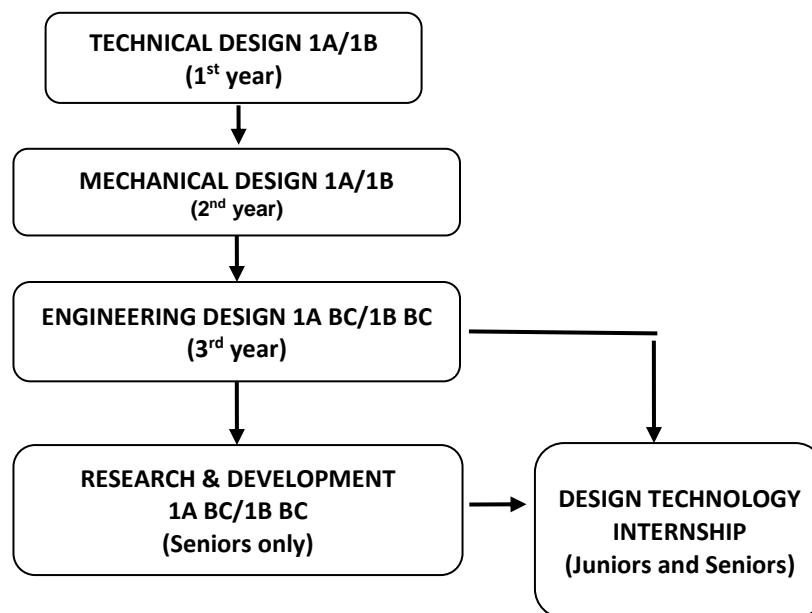 TECHNICAL DESIGN 1A/1B
(1st year)
MECHANICAL DESIGN 1A/1B
(2nd year)
ENGINEERING DESIGN 1A BC/1B BC
(3rd year)
RESEARCH & DEVELOPMENT
1A BC/1B BC
(Seniors only)
DESIGN TECHNOLOGY
INTERNSHIP
(Juniors and Seniors)